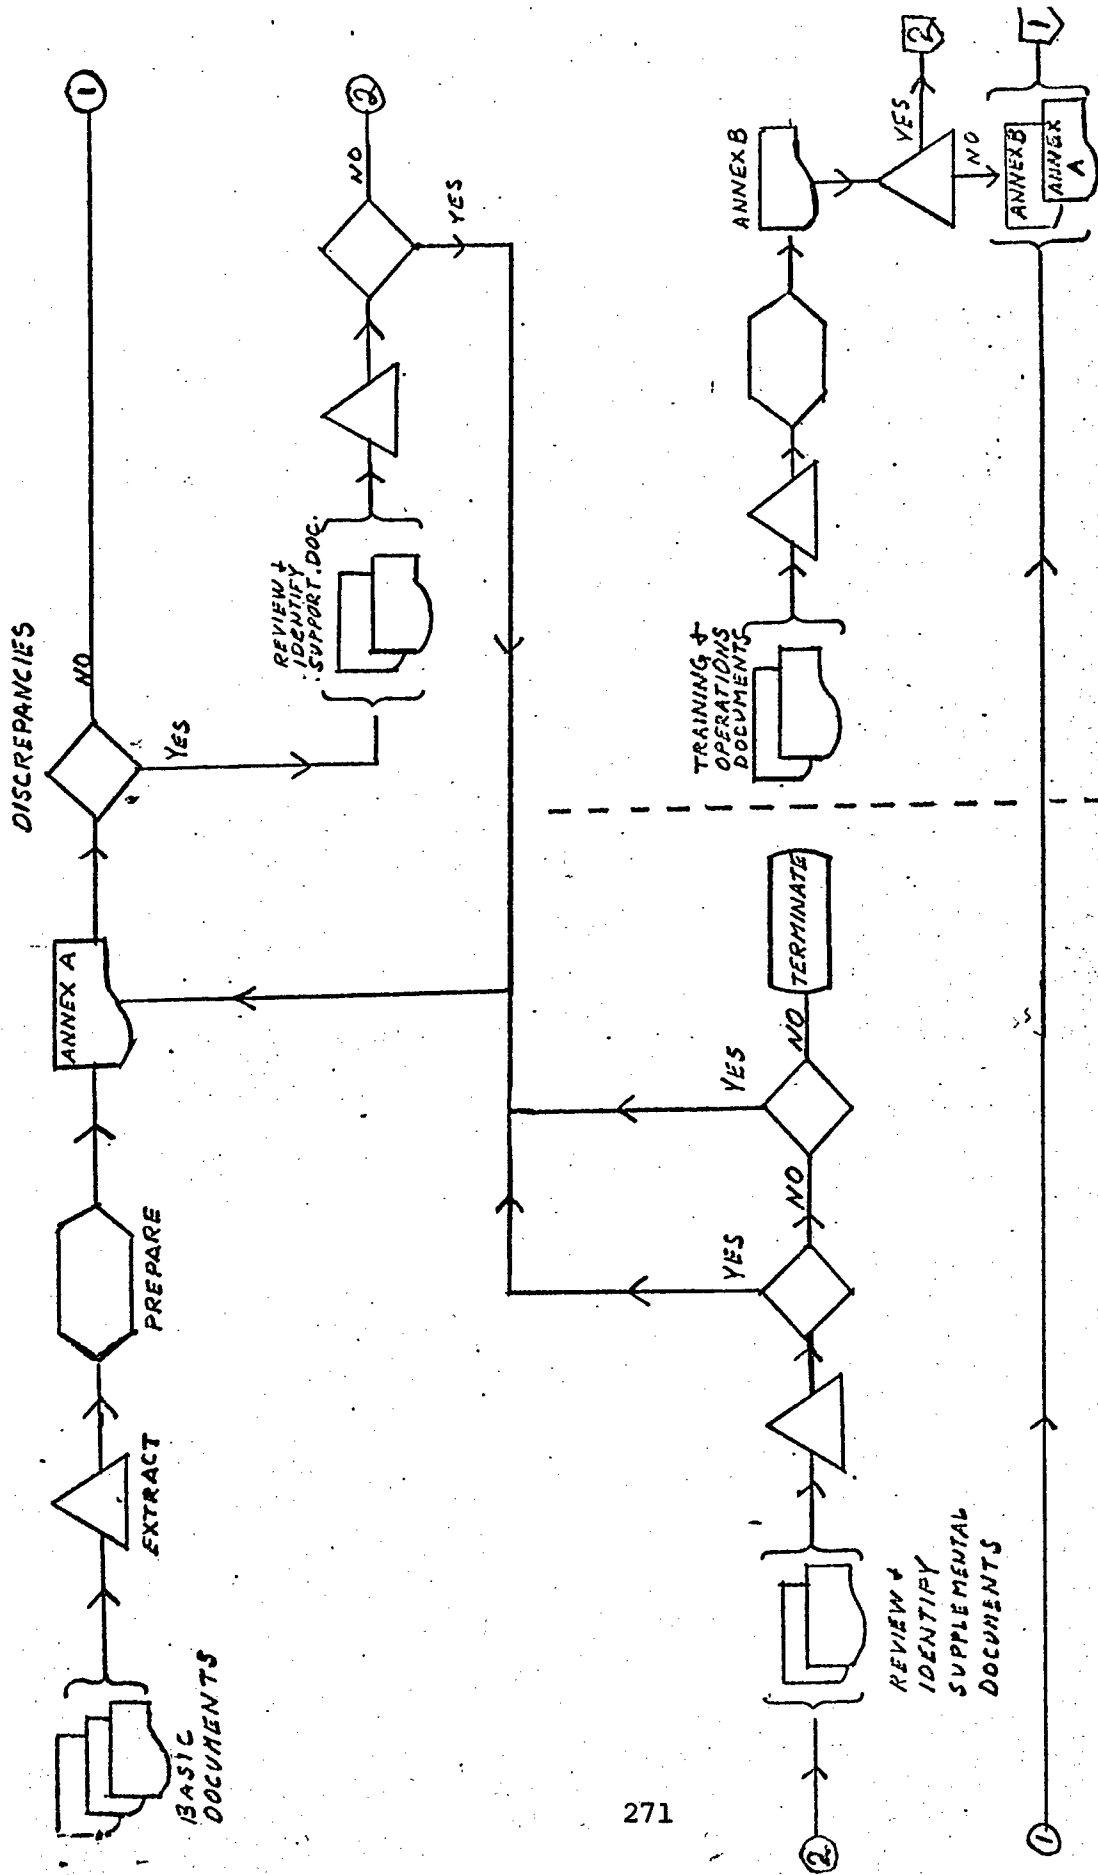 BASIC
DOCUMENTS
EXTRACT
PREPARE
ANNEX A
DISCREPANCIES
NO
YES
1
REVIEW +
IDENTIFY
SUPPORT. DOC.
NO
YES
2
2
REVIEW +
IDENTIFY
SUPPLEMENTAL
DOCUMENTS
YES
NO
YES
NO
TERMINATE
TRAINING +
OPERATIONS
DOCUMENTS
ANNEX B
YES
2
NO
1
ANNEX B
ANNEX
A
1
271